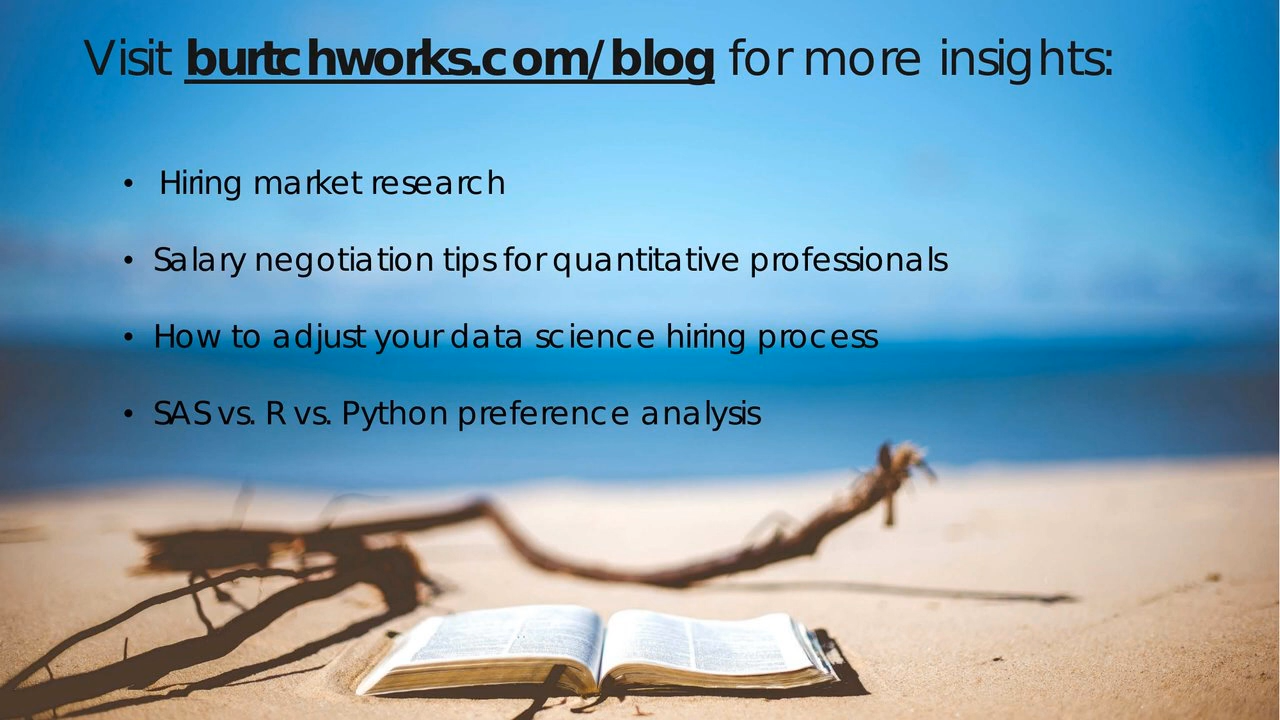 Visit burtchworks.com/blog for more insights:
• Hiring market research
• Salary negotiation tips for quantitative professionals
• How to adjust your data science hiring process
• SAS vs. R vs. Python preference analysis